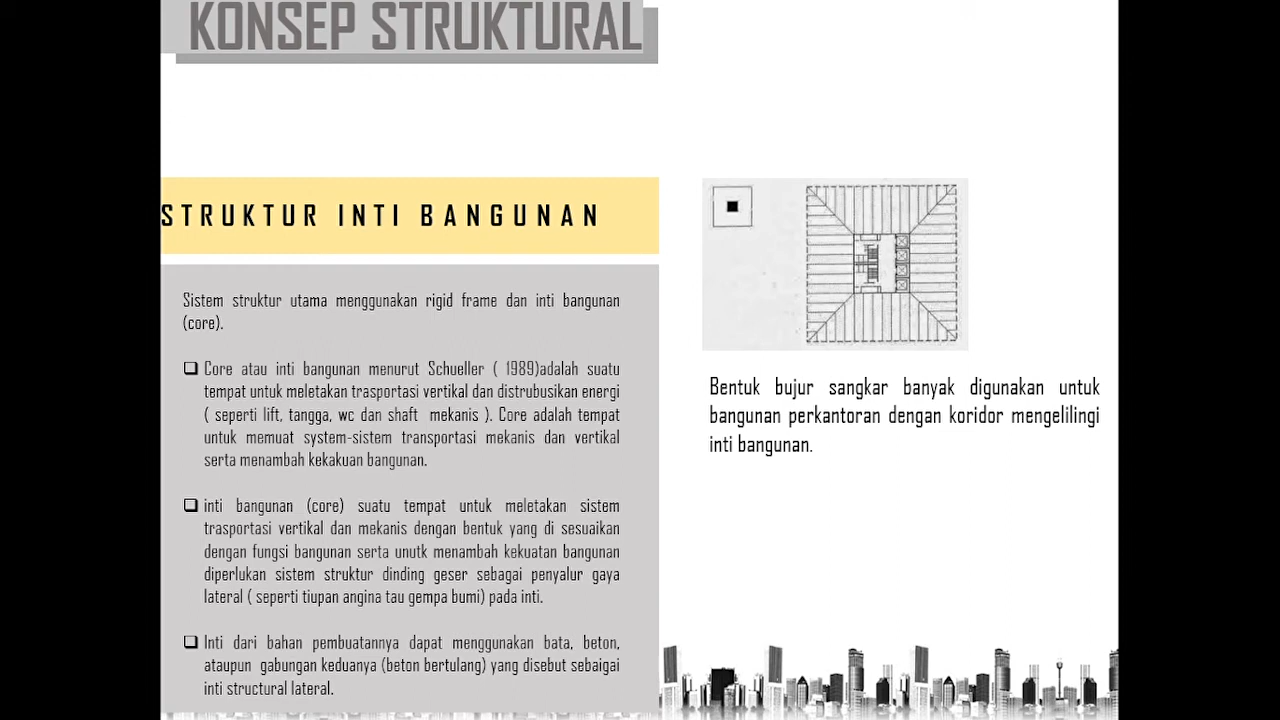 KONSEP STRUKTURAL
STRUKTUR INTI BANGUNAN
Sistem struktur utama menggunakan rigid frame dan inti bangunan
(core).
Core atau inti bangunan menurut Schueller ( 1989)adalah suatu
tempat untuk meletakan trasportasi vertikal dan distrubusikan energi
( seperti lift, tangga, wc dan shaft mekanis ). Core adalah tempat
untuk memuat system-sistem transportasi mekanis dan vertikal
serta menambah kekakuan bangunan.
inti bangunan (core) suatu tempat untuk meletakan sistem
trasportasi vertikal dan mekanis dengan bentuk yang di sesuaikan
dengan fungsi bangunan serta unutk menambah kekuatan bangunan
diperlukan sistem struktur dinding geser sebagai penyalur gaya
lateral ( seperti tiupan angina tau gempa bumi) pada inti.
Inti dari bahan pembuatannya dapat menggunakan bata, beton,
ataupun gabungan keduanya (beton bertulang) yang disebut sebaigai
inti structural lateral.
Bentuk bujur sangkar banyak digunakan untuk
bangunan perkantoran dengan koridor mengelilingi
inti bangunan.